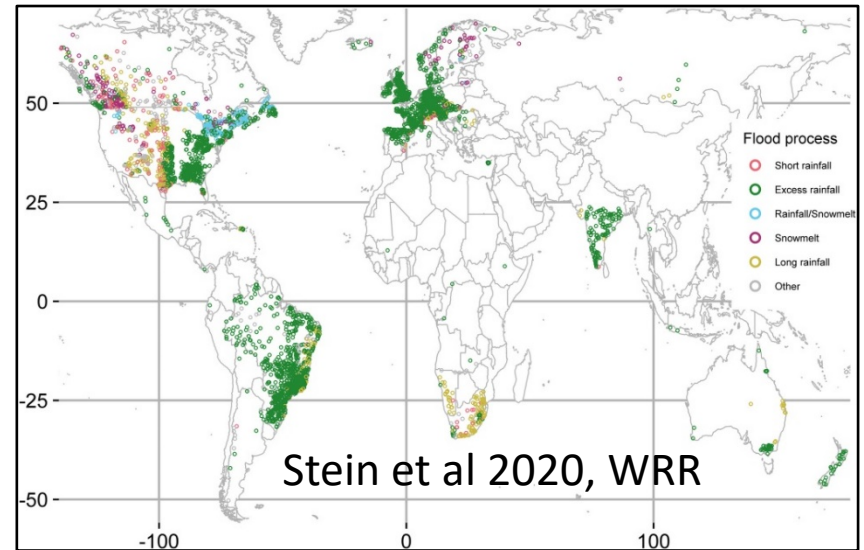 50
25
0
-25
-50
-100
0
100
Flood process
Short rainfall
Excess rainfall
Rainfall/Snowmelt
Snowmelt
Long rainfall
Other
Stein et al 2020, WRR